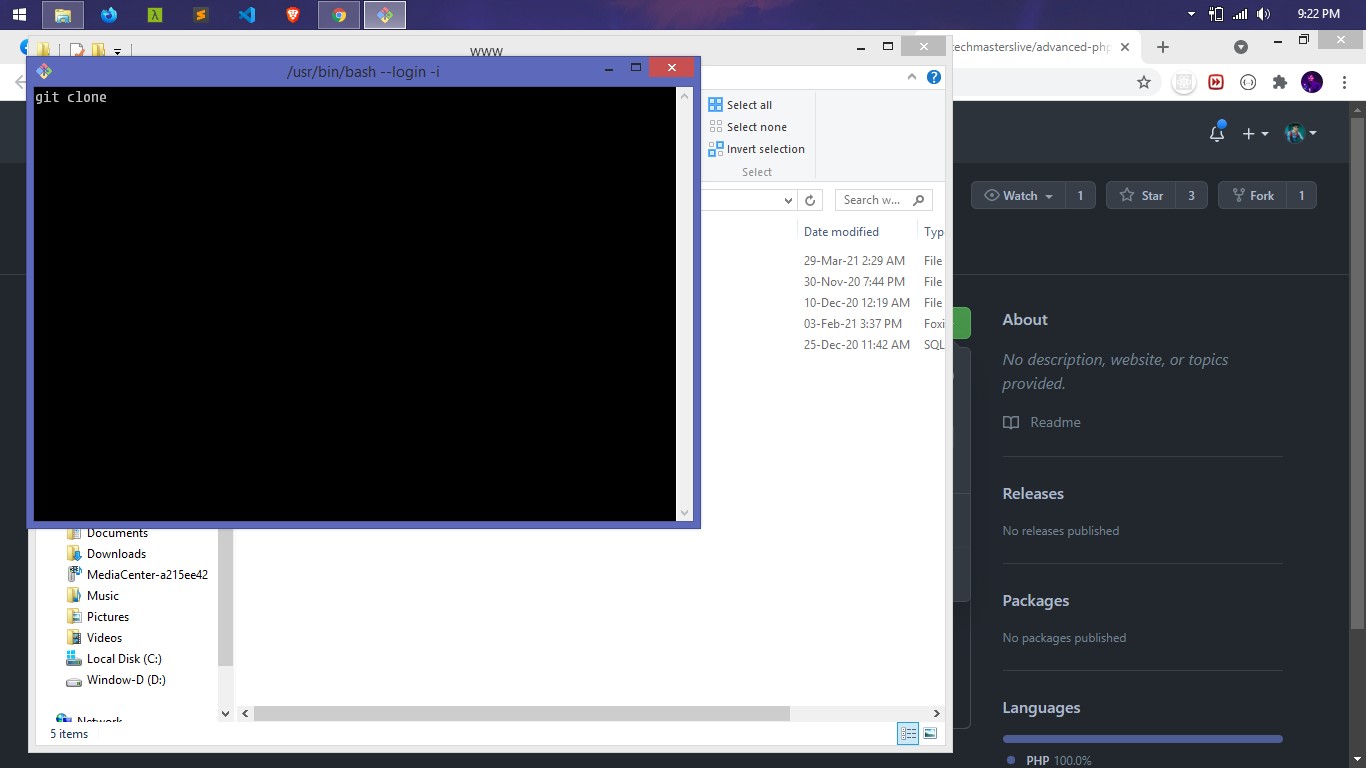 9:22 PM
www
techmasterslive/advanced-php
/usr/bin/bash --login -i
git clone
Select all
Select none
Invert selection
Select
Search w...
Date modified
Typ
29-Mar-21 2:29 AM
File
30-Nov-20 7:44 PM
File
10-Dec-20 12:19 AM
File
03-Feb-21 3:37 PM
Foxi
25-Dec-20 11:42 AM
SQL
Documents
Downloads
MediaCenter-a215ee42
Music
Pictures
Videos
Local Disk (C:)
Window-D (D:)
Network
5 items
Watch
1
Star
3
Fork
1
About
No description, website, or topics
provided.
Readme
Releases
No releases published
Packages
No packages published
Languages
PHP 100.0%